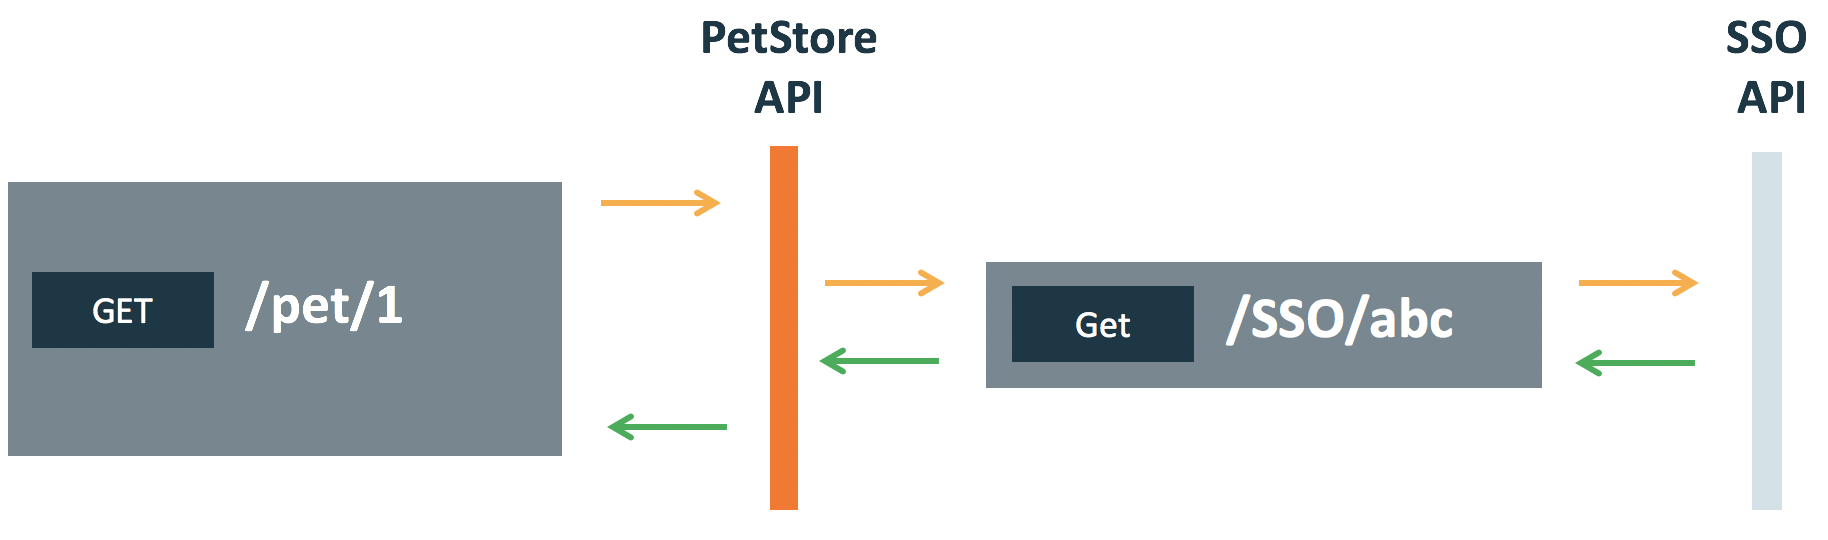 PetStore
API
SSO
API
GET /pet/1
Get /SSO/abc